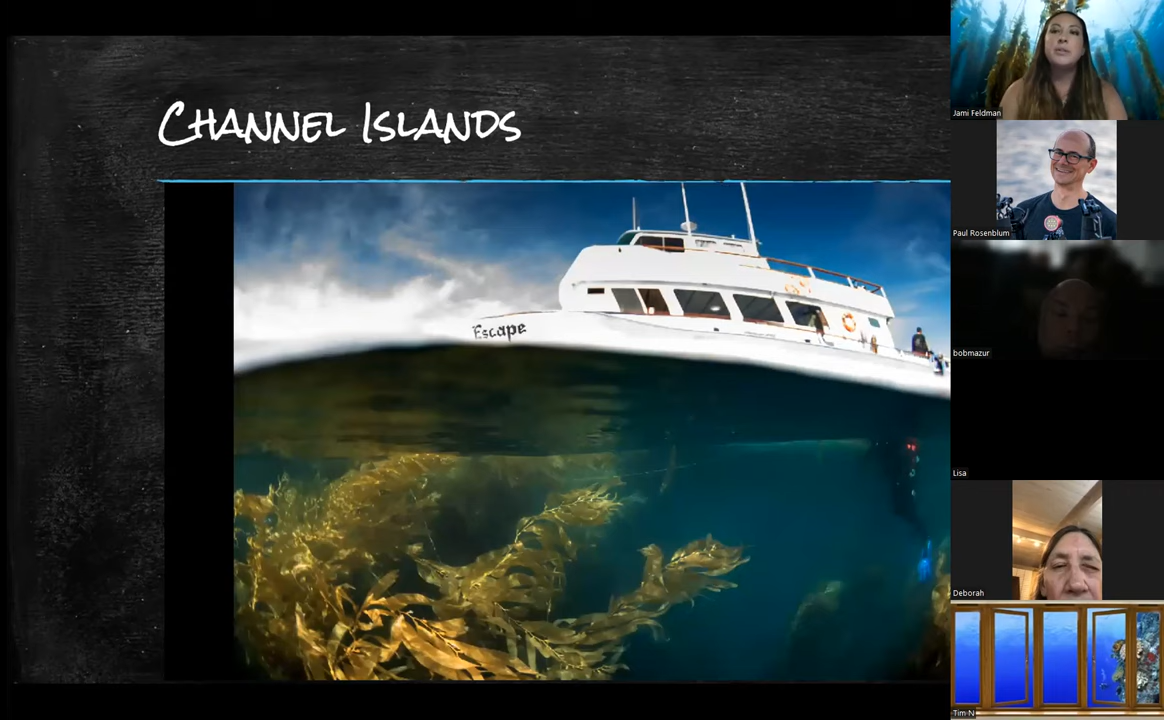 Channel Islands
Escape
Jami Feldman
Paul Rosenblum
bobmazur
Lisa
Deborah
Tim N